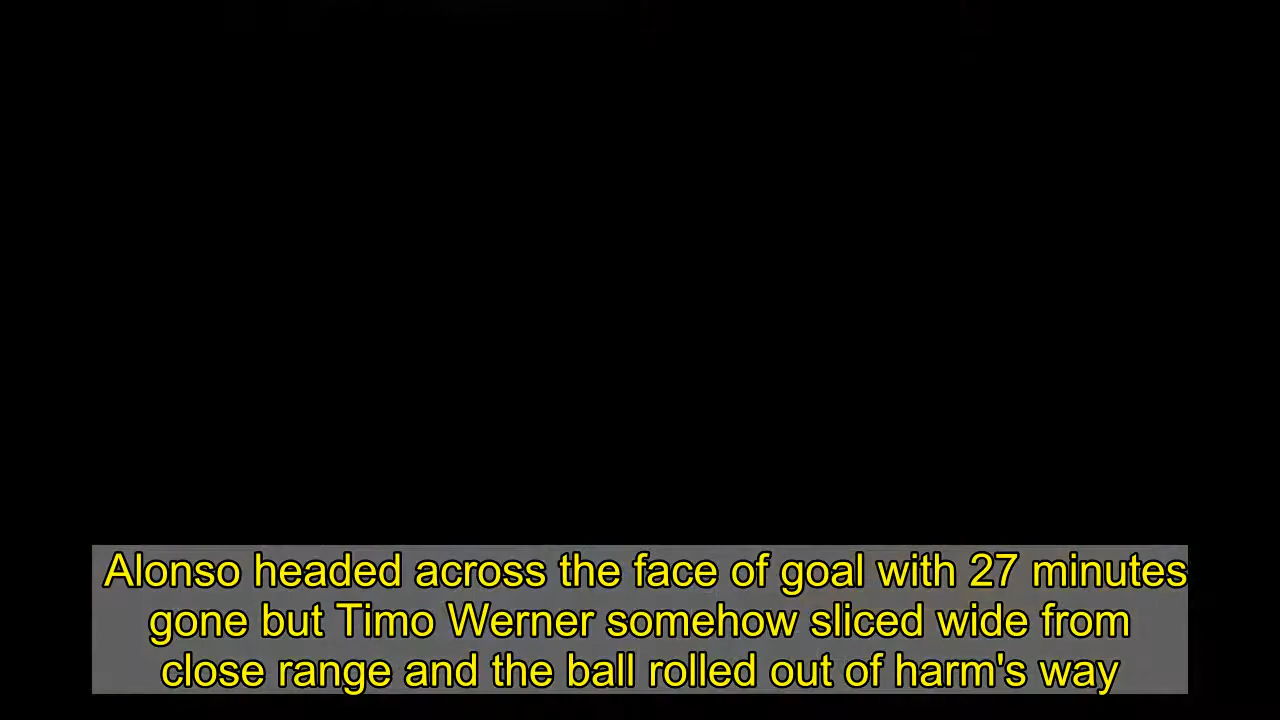 Alonso headed across the face of goal with 27 minutes
gone but Timo Werner somehow sliced wide from
close range and the ball rolled out of harm's way